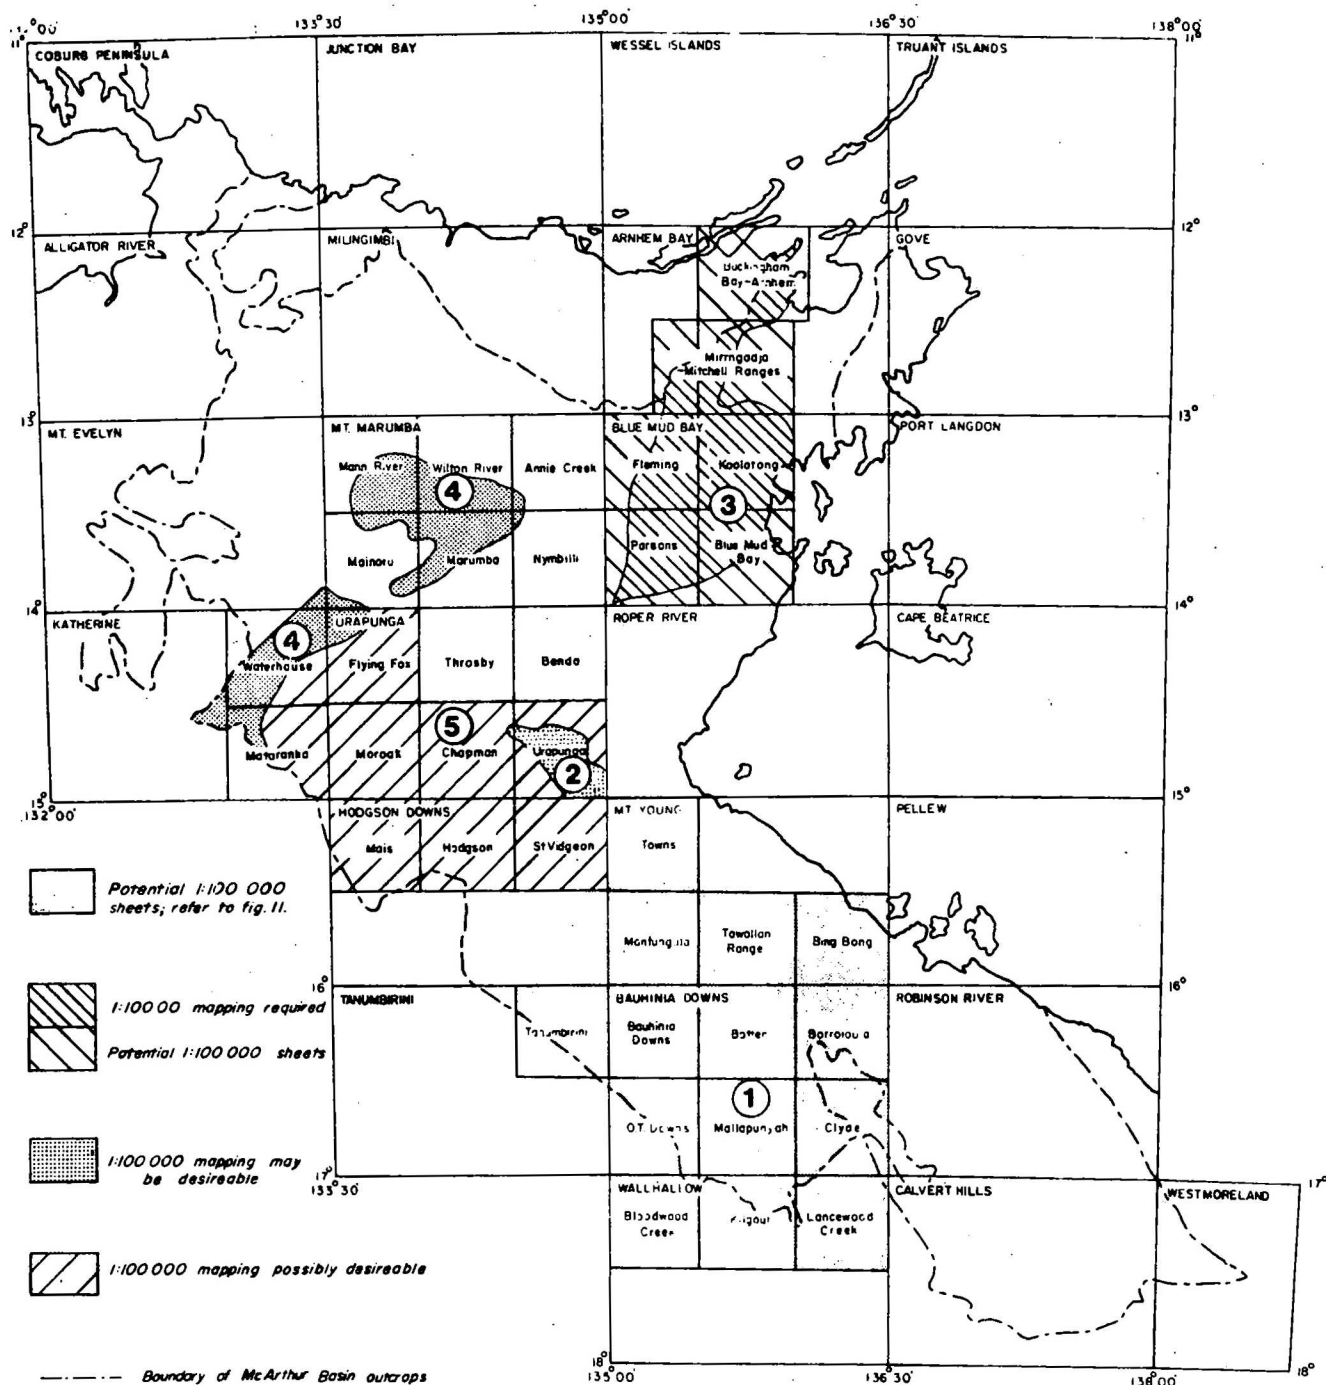 133°30'
135°00'
136°30'
138°00'
11°
11°
COBURG PENINSULA
JUNCTION BAY
WESSEL ISLANDS
TRUANT ISLANDS
12°
12°
ALLIGATOR RIVER
MILINGIMBI
ARNHEM BAY
GOVE
Buckingham
Bay-Arnhem
Mirrngadja
Mitchell Ranges
13°
13°
MT. EVELYN
MT. MARUMBA
BLUE MUD BAY
PORT LANGDON
Mann River
Wilton River
Annie Creek
Fleming
Koolatong
4
3
Mainoru
Marumba
Nymbilli
Parsons
Blue Mud
Bay
14°
14°
KATHERINE
URAPUNGA
ROPER RIVER
CAPE BEATRICE
4
Waterhouse
Flying Fox
Throsby
Benda
5
Mataranka
Moroak
Chapman
Urapunga
2
15°
15°
132°00'
HODGSON DOWNS
MT YOUNG
PELLEW
Mais
Hodgson
St Vidgeon
Towns
Potential 1:100 000
sheets; refer to fig. 11.
Tawallah
Range
Bing Bong
16°
16°
TANUMBIRINI
BAUHINIA DOWNS
ROBINSON RIVER
1:100 00 mapping required
Tanumbirini
Bauhinia
Downs
Batten
Borroloola
Potential 1:100 000 sheets
1
O.T. Downs
Mallapunyah
Clyde
1:100 000 mapping may
be desireable
17°
17°
133°30'
WALLHALLOW
CALVERT HILLS
WESTMORELAND
Bloodwood
Creek
Kilgour
Lancewood
Creek
1:100 000 mapping possibly desireable
18°
18°
Boundary of McArthur Basin outcrops
135°00'
136°30'
138°00'